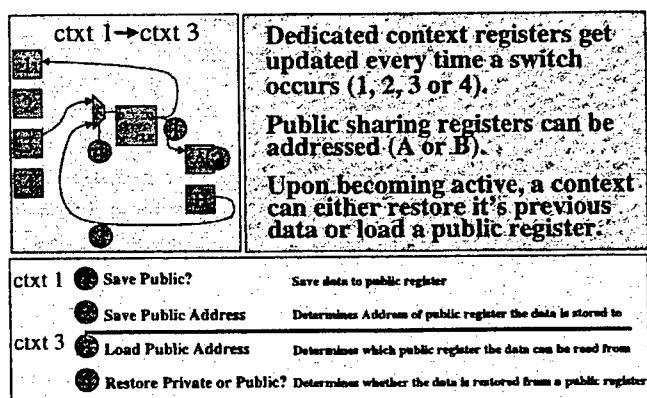 ctxt 1→ctxt 3
Dedicated context registers get
updated every time a switch
occurs (1, 2, 3 or 4).
Public sharing registers can be
addressed (A or B).
Upon becoming active, a context
can either restore it's previous
data or load a public register.
ctxt 1 Save Public? Save data to public register
Save Public Address Determines Address of public register the data is stored to
ctxt 3 Load Public Address Determines which public register the data can be read from
Restore Private or Public? Determines whether the data is restored from a public register